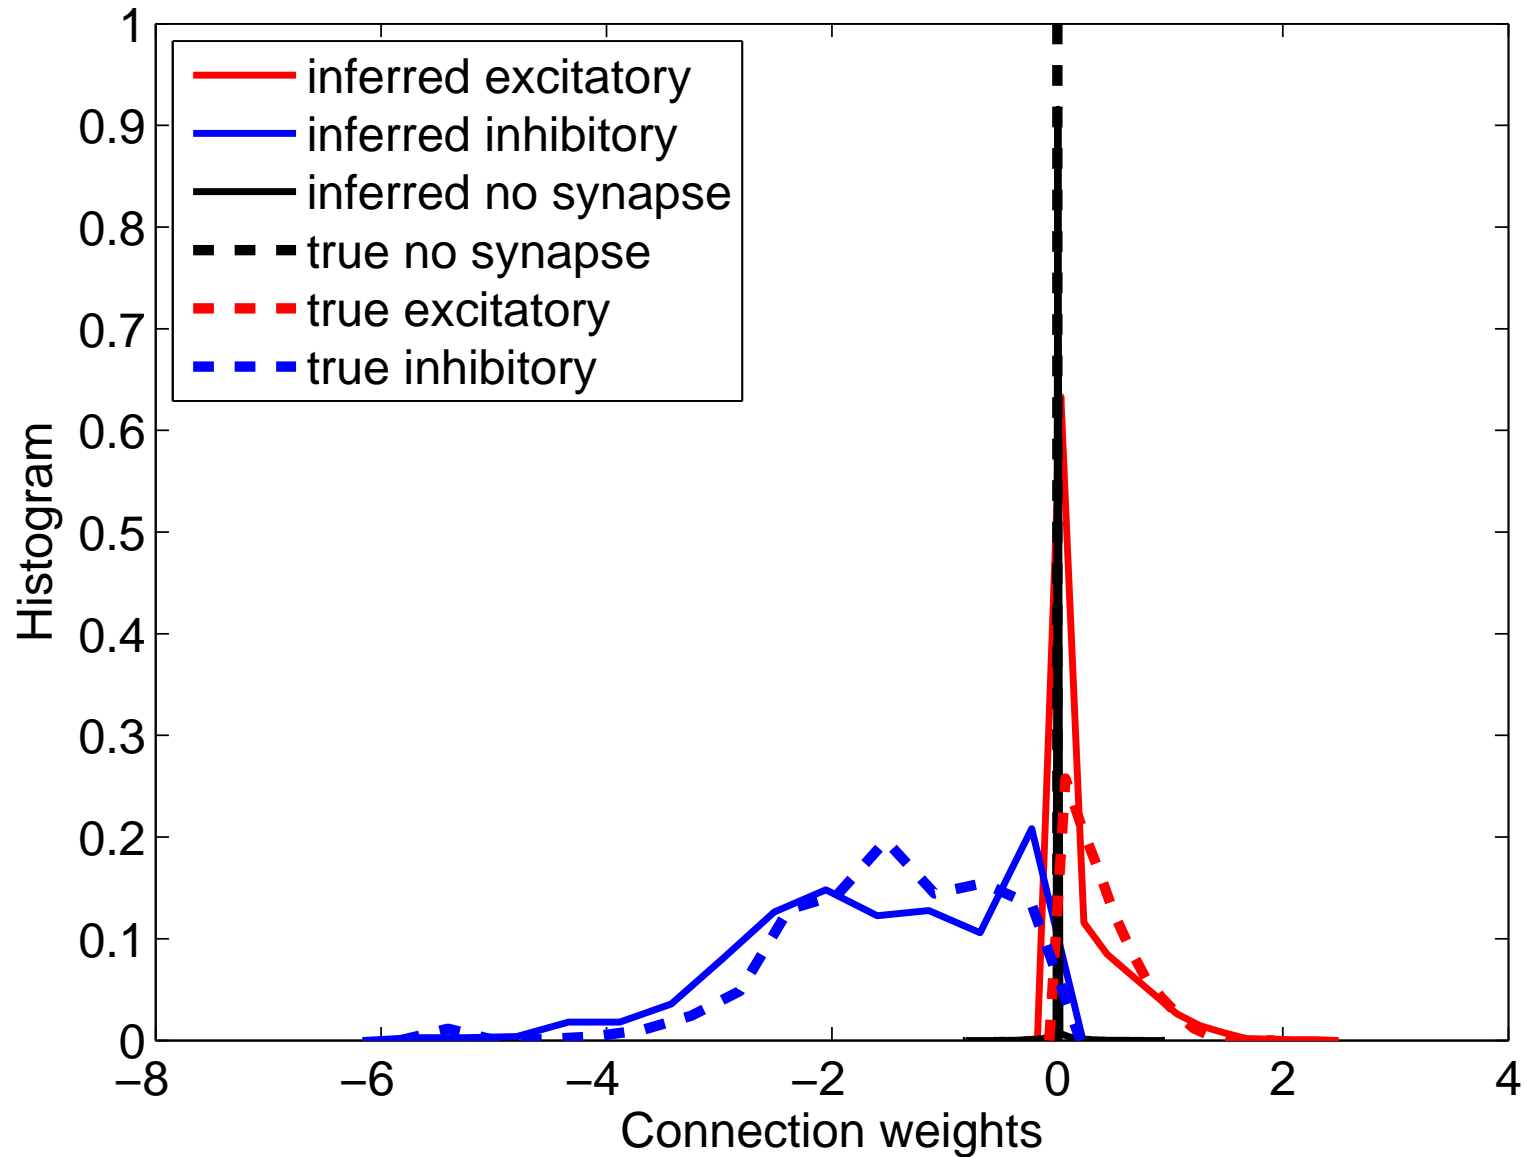 1
0.9
0.8
0.7
0.6
0.5
0.4
0.3
0.2
0.1
0
Histogram
inferred excitatory
inferred inhibitory
inferred no synapse
true no synapse
true excitatory
true inhibitory
−8 −6 −4 −2 0 2 4
Connection weights